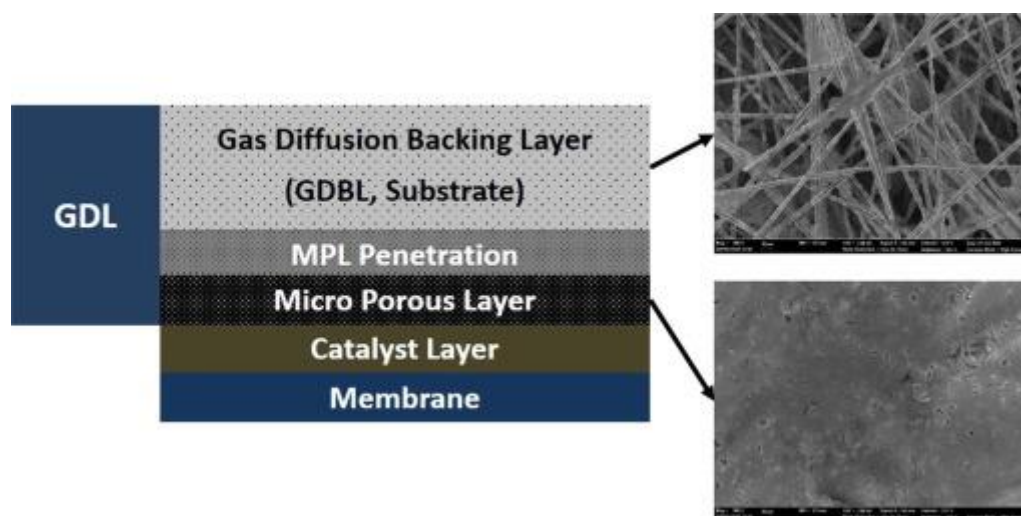 GDL
Gas Diffusion Backing Layer
(GDBL, Substrate)
MPL Penetration
Micro Porous Layer
Catalyst Layer
Membrane